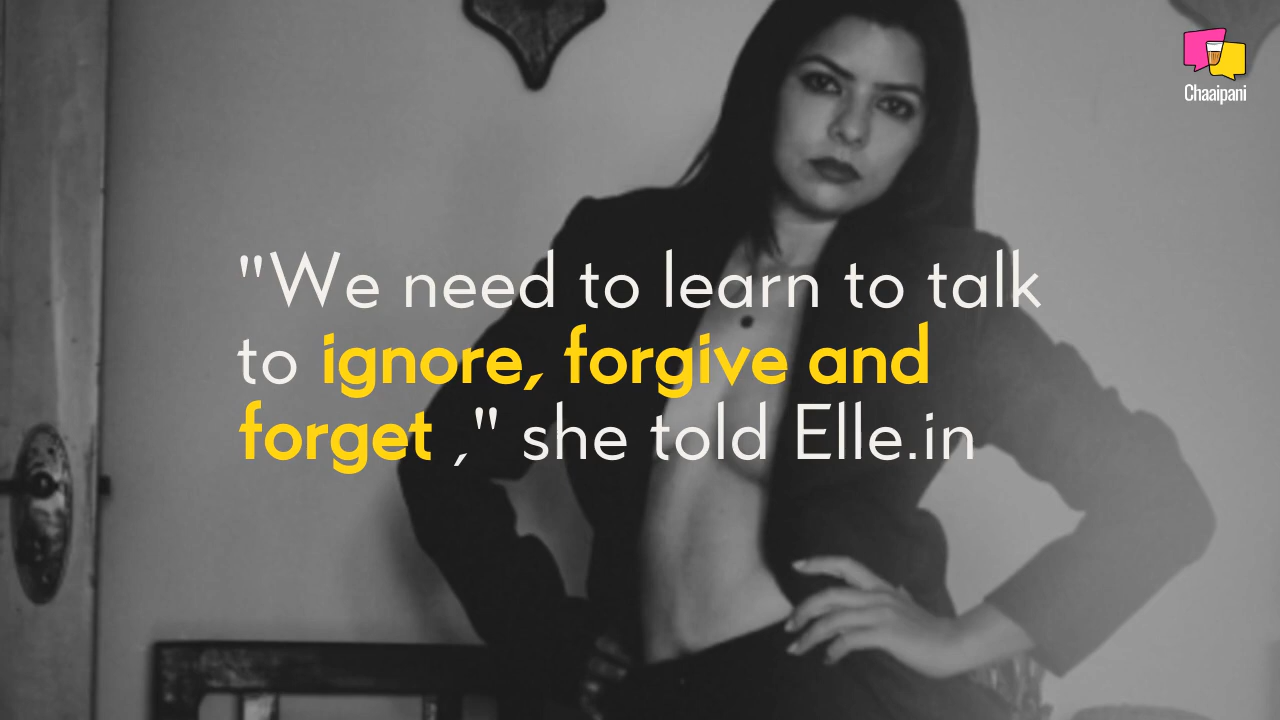 Chaaipani
"We need to learn to talk
to ignore, forgive and
forget ," she told Elle.in